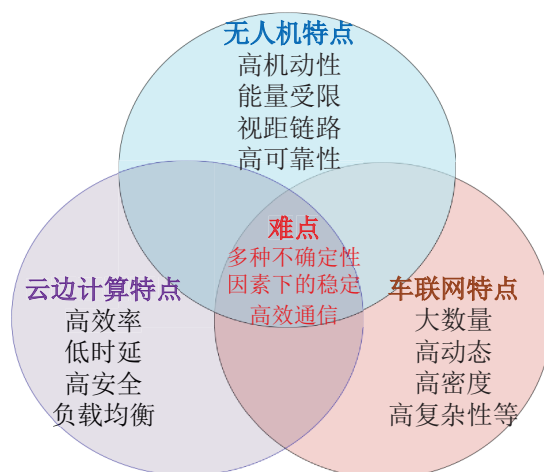 无人机特点
高机动性
能量受限
视距链路
高可靠性
难点
多种不确定性
因素下的稳定
高效通信
云边计算特点
高效率
低时延
高安全
负载均衡
车联网特点
大数量
高动态
高密度
高复杂性等